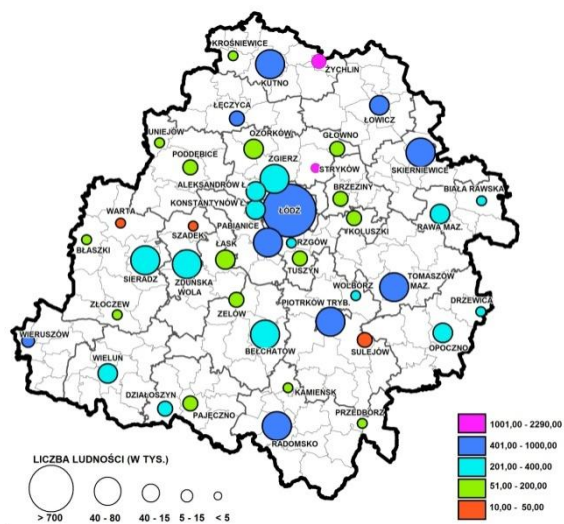 KROŚNIEWICE
KUTNO
ŻYCHLIN
ŁĘCZYCA
ŁOWICZ
UNIEJÓW
OZORKÓW
GŁOWNO
PODDĘBICE
ZGIERZ
STRYKÓW
SKIERNIEWICE
ALEKSANDRÓW Ł.
BRZEZINY
BIAŁA RAWSKA
KONSTANTYNÓW Ł.
ŁÓDŹ
WARTA
SZADEK
PABIANICE
KOLUSZKI
RAWA MAZ.
BŁASZKI
ŁASK
RZGÓW
TUSZYN
SIERADZ
ZDUŃSKA
WOLA
WOLBÓRZ
TOMASZÓW
MAZ.
ZŁOCZEW
ZELÓW
PIOTRKÓW TRYB.
DRZEWICA
WIERUSZÓW
BEŁCHATÓW
SULEJÓW
OPOCZNO
WIELUŃ
DZIAŁOSZYN
PAJĘCZNO
KAMIEŃSK
PRZEDBÓRZ
RADOMSKO
LICZBA LUDNOŚCI (W TYS.)
> 700
40 - 80
40 - 15
5 - 15
< 5
1001,00 - 2290,00
401,00 - 1000,00
201,00 - 400,00
51,00 - 200,00
10,00 - 50,00